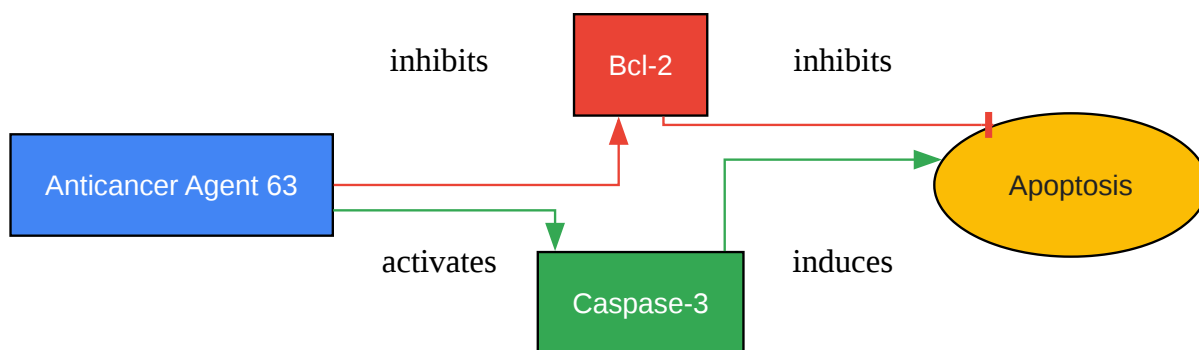 inhibits
Bcl-2
inhibits
Anticancer Agent 63
Apoptosis
activates
induces
Caspase-3